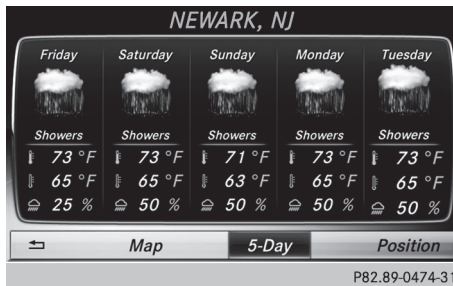 NEWARK, NJ
Friday Saturday Sunday Monday Tuesday
Showers Showers Showers Showers Showers
73 °F 73 °F 71 °F 73 °F 73 °F
65 °F 65 °F 63 °F 65 °F 65 °F
25 % 50 % 50 % 50 % 50 %
Map 5-Day Position
P82.89-0474-31